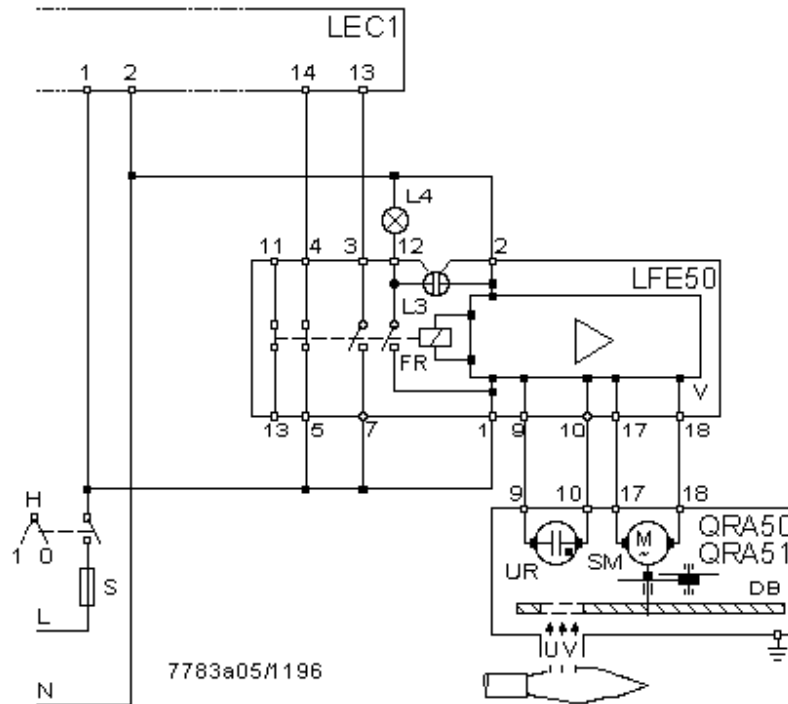 LEC1
1 2 14 13
L4
11 4 3 12 2
LFE50
L3
FR
V
13 5 7 1 9 10 17 18
9 10 17 18
H
QRA50
QRA51
1 0
M
~
UR SM
S
DB
L
UV
7783a05/1196
N